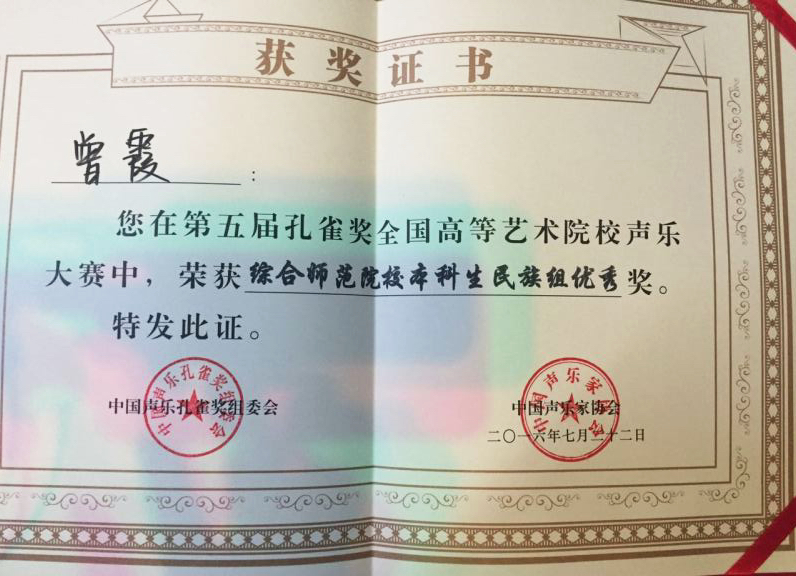 获奖证书
曾霞：
您在第五届孔雀奖全国高等艺术院校声乐
大赛中，荣获综合师范院校本科生民族组优秀奖。
特发此证。
中国声乐孔雀奖组委会
中国声乐家协会
二〇一六年七月二十二日